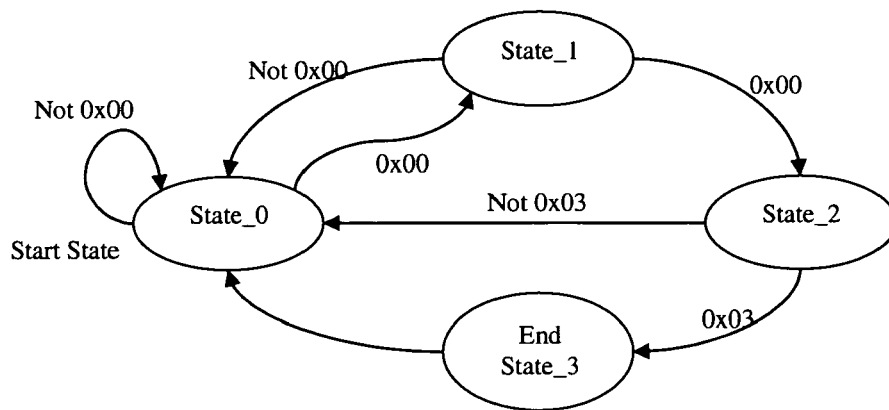 State_1
Not 0x00
Not 0x00
0x00
0x00
State_0
Not 0x03
State_2
Start State
End
State_3
0x03